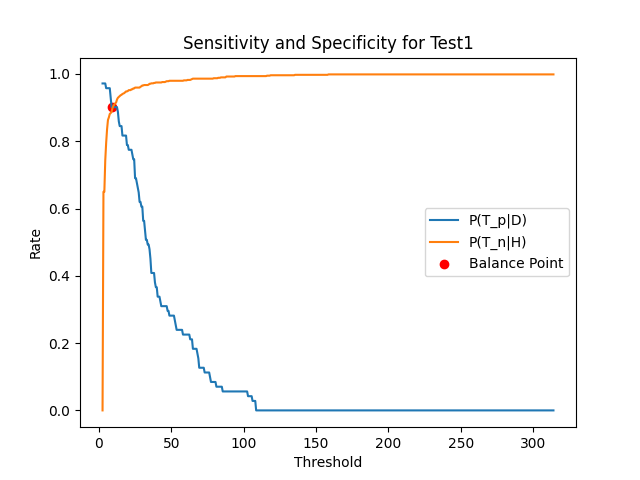 Sensitivity and Specificity for Test1
1.0
0.8
0.6
0.4
0.2
0.0
Rate
P(T_p|D)
P(T_n|H)
Balance Point
0 50 100 150 200 250 300
Threshold